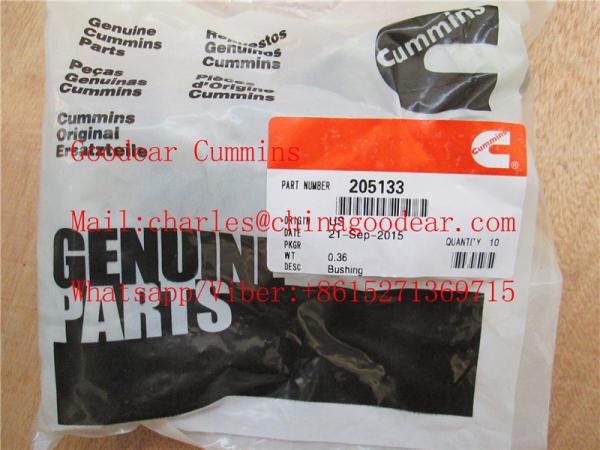 Genuine
Cummins
Parts
Repuestos
Genuinos
Cummins
Cummins
Peças
Genuinas
Cummins
Pièces
d'Origine
Cummins
Cummins
Original
Ersatzteile
Goodear Cummins
Cummins
®
PART NUMBER 205133
ORIGIN US
Mail:charles@chinagoodear.com
DATE 21-Sep-2015
PKGR QUANTITY 10
WT 0.36
DESC Bushing
GENUINE
Whatsapp/Viber:+8615271369715
PARTS